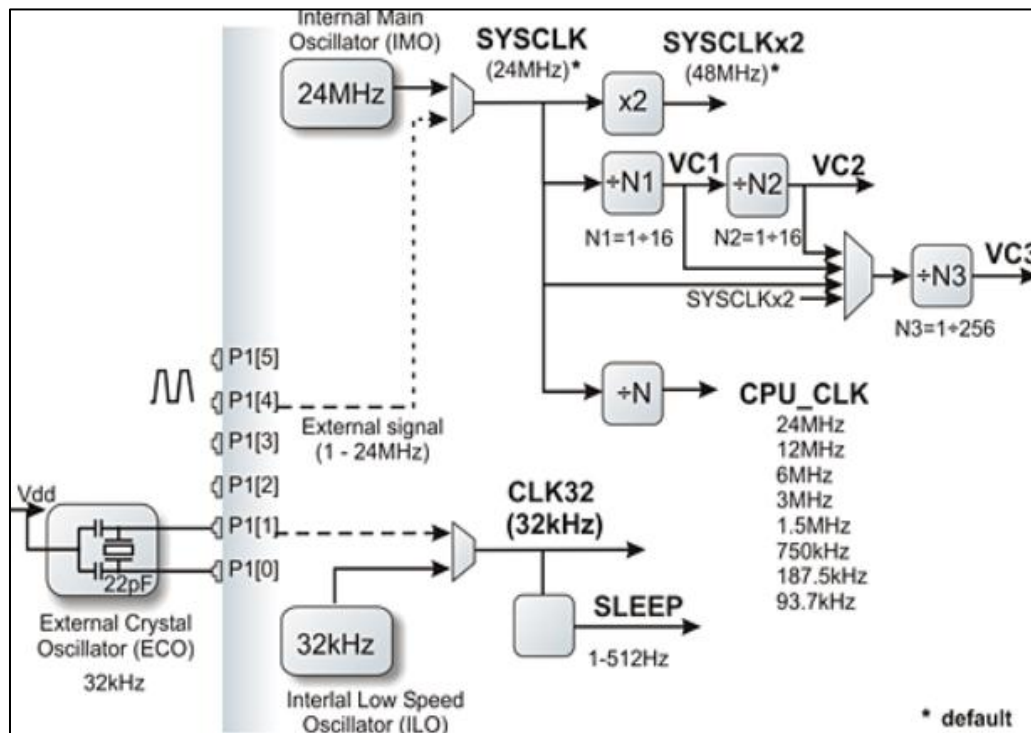 Internal Main
Oscillator (IMO)
24MHz
SYSCLK
(24MHz)*
SYSCLKx2
(48MHz)*
x2
÷N1
VC1
÷N2
VC2
N1=1÷16
N2=1÷16
SYSCLKx2
÷N3
VC3
N3=1÷256
P1[5]
P1[4]
External signal
(1 - 24MHz)
P1[3]
P1[2]
P1[1]
P1[0]
÷N
CPU_CLK
24MHz
12MHz
6MHz
3MHz
1.5MHz
750kHz
187.5kHz
93.7kHz
Vdd
22pF
External Crystal
Oscillator (ECO)
32kHz
CLK32
(32kHz)
32kHz
SLEEP
1-512Hz
Interlal Low Speed
Oscillator (ILO)
* default